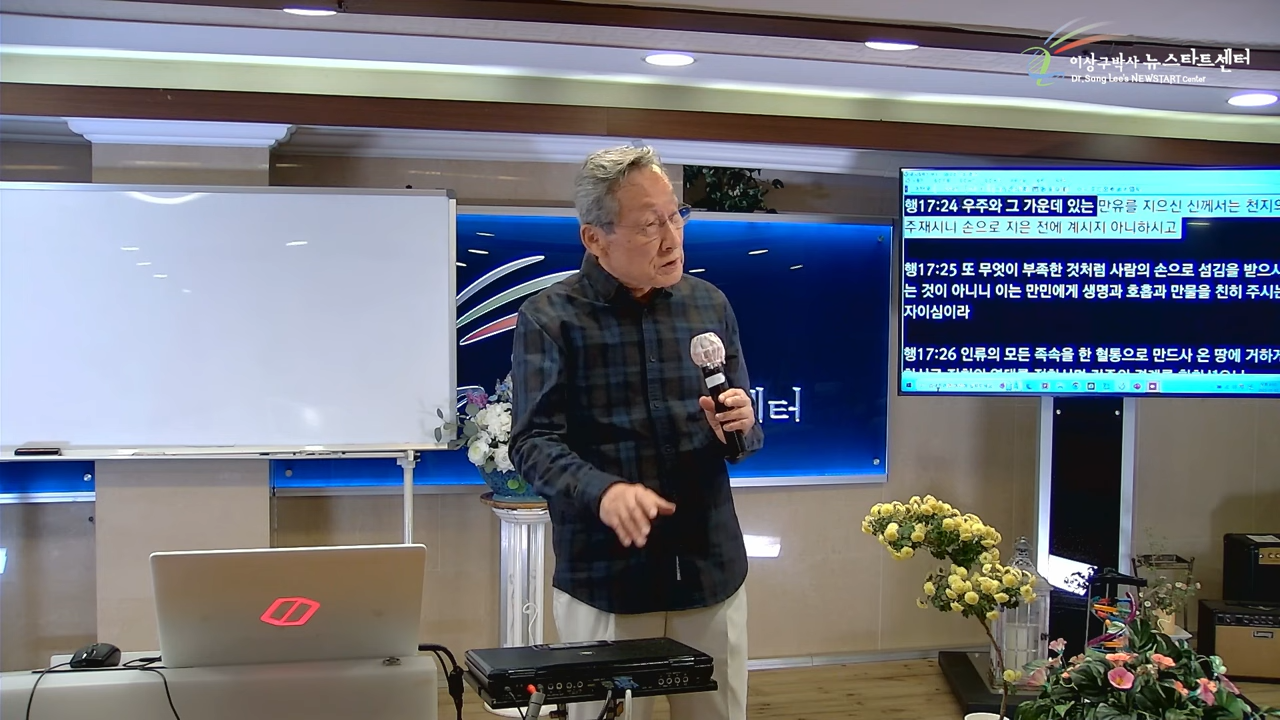 이상구박사 뉴스타트센터
Dr. Sang Lee's NEWSTART Center
행17:24 우주와 그 가운데 있는 만유를 지으신 신께서는 천지의
주재시니 손으로 지은 전에 계시지 아니하시고
행17:25 또 무엇이 부족한 것처럼 사람의 손으로 섬김을 받으시
는 것이 아니니 이는 만민에게 생명과 호흡과 만물을 친히 주시는
자이심이라
행17:26 인류의 모든 족속을 한 혈통으로 만드사 온 땅에 거하게
터
Laney